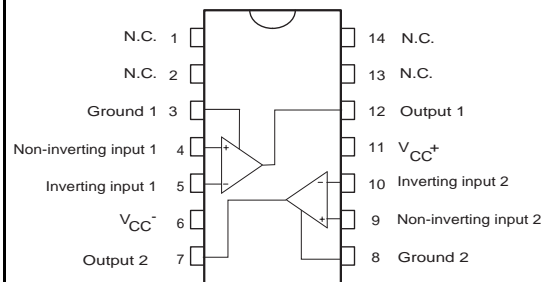 N.C. 1
14 N.C.
N.C. 2
13 N.C.
Ground 1 3
12 Output 1
Non-inverting input 1 4
+
11 VCC+
Inverting input 1 5
−
−
10 Inverting input 2
VCC- 6
+
9 Non-inverting input 2
Output 2 7
8 Ground 2